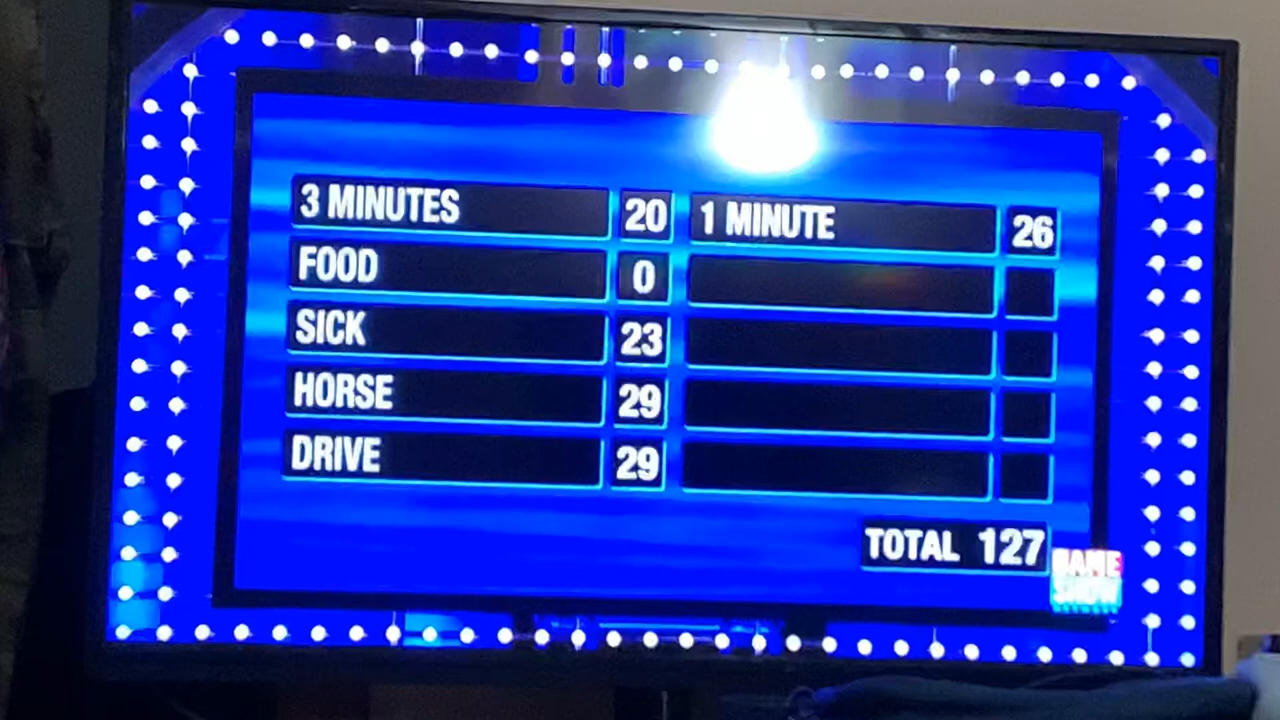 3 MINUTES 20 1 MINUTE 26
FOOD 0
SICK 23
HORSE 29
DRIVE 29
TOTAL 127
GAME
SHOW